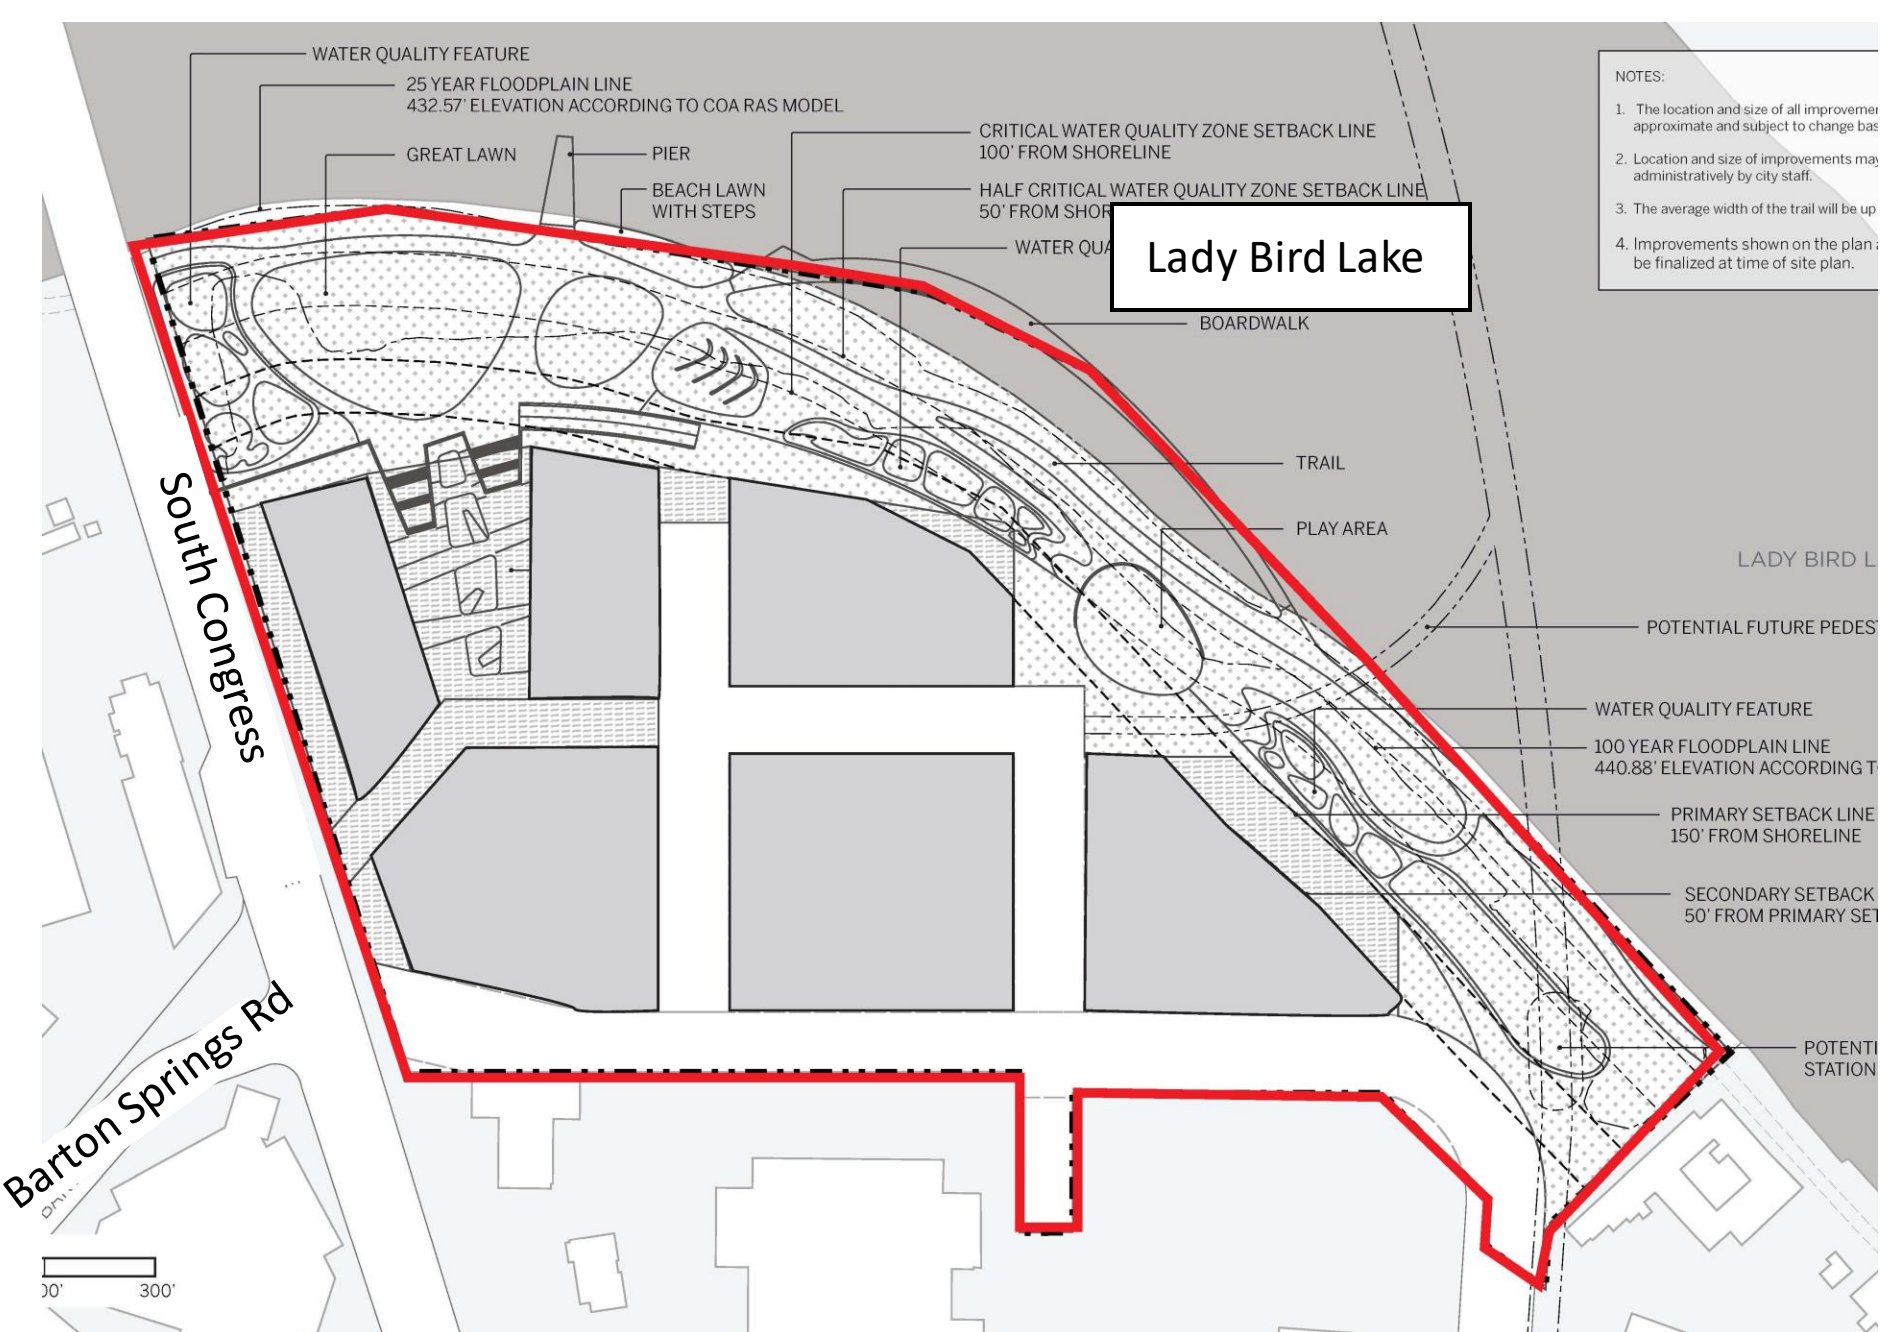 WATER QUALITY FEATURE
25 YEAR FLOODPLAIN LINE
432.57' ELEVATION ACCORDING TO COA RAS MODEL
GREAT LAWN
PIER
BEACH LAWN
WITH STEPS
CRITICAL WATER QUALITY ZONE SETBACK LINE
100' FROM SHORELINE
HALF CRITICAL WATER QUALITY ZONE SETBACK LINE
50' FROM SHOR
WATER QUA
Lady Bird Lake
BOARDWALK
NOTES:
1. The location and size of all improvemen
approximate and subject to change bas
2. Location and size of improvements may
administratively by city staff.
3. The average width of the trail will be up
4. Improvements shown on the plan a
be finalized at time of site plan.
TRAIL
PLAY AREA
LADY BIRD L
POTENTIAL FUTURE PEDEST
WATER QUALITY FEATURE
100 YEAR FLOODPLAIN LINE
440.88' ELEVATION ACCORDING TO
PRIMARY SETBACK LINE
150' FROM SHORELINE
SECONDARY SETBACK
50' FROM PRIMARY SET
POTENTI
STATION
South Congress
Barton Springs Rd
300'